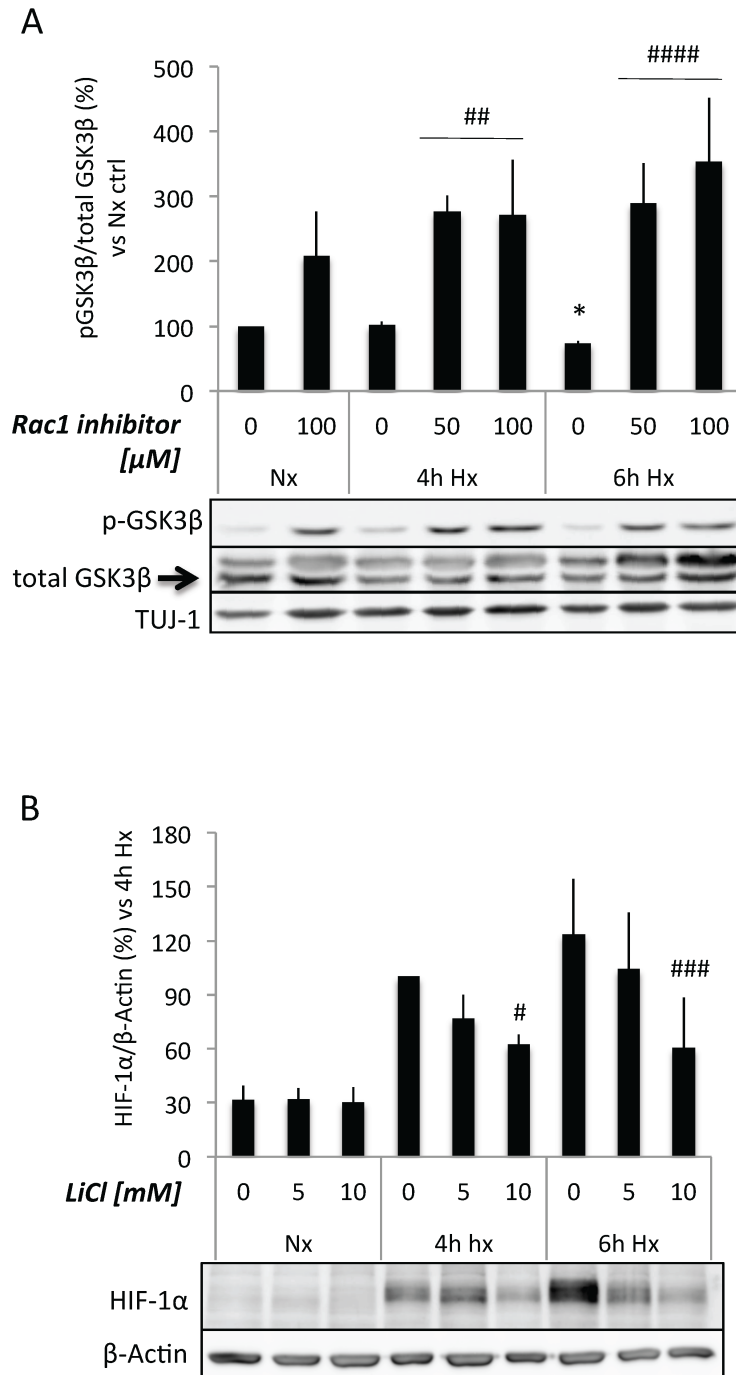 A
pGSK3β/total GSK3β (%)
vs Nx ctrl
500
400
300
200
100
0
##
*
####
Rac1 inhibitor
[µM]
0 100 0 50 100 0 50 100
Nx 4h Hx 6h Hx
p-GSK3β
total GSK3β
TUJ-1
B
HIF-1α/β-Actin (%) vs 4h Hx
180
150
120
90
60
30
0
#
###
LiCl [mM] 0 5 10 0 5 10 0 5 10
Nx 4h hx 6h Hx
HIF-1α
β-Actin